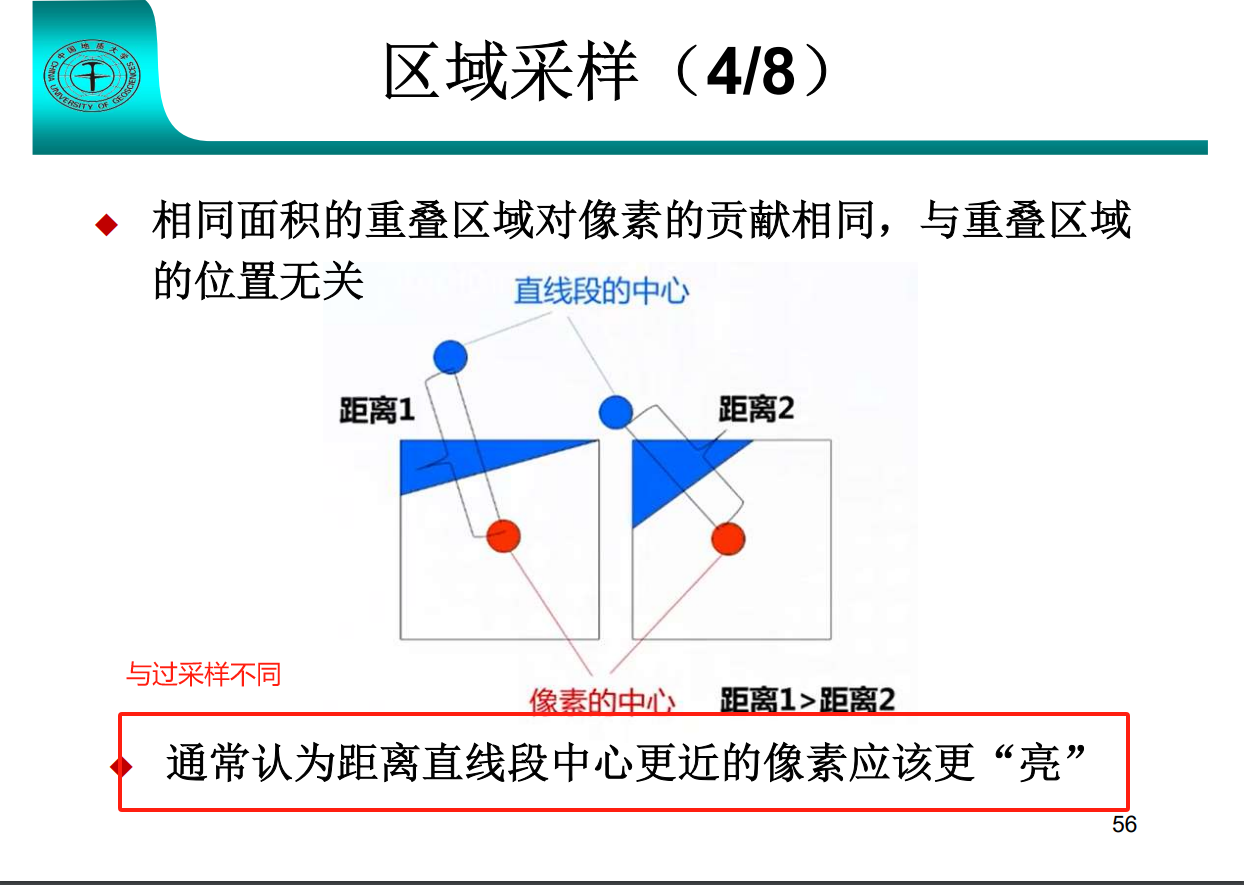 中国地质大学
CHINA UNIVERSITY OF GEOSCIENCES
区域采样（4/8）
相同面积的重叠区域对像素的贡献相同，与重叠区域
的位置无关
直线段的中心
距离1
距离2
与过采样不同
像素的中心
距离1>距离2
通常认为距离直线段中心更近的像素应该更“亮”
56